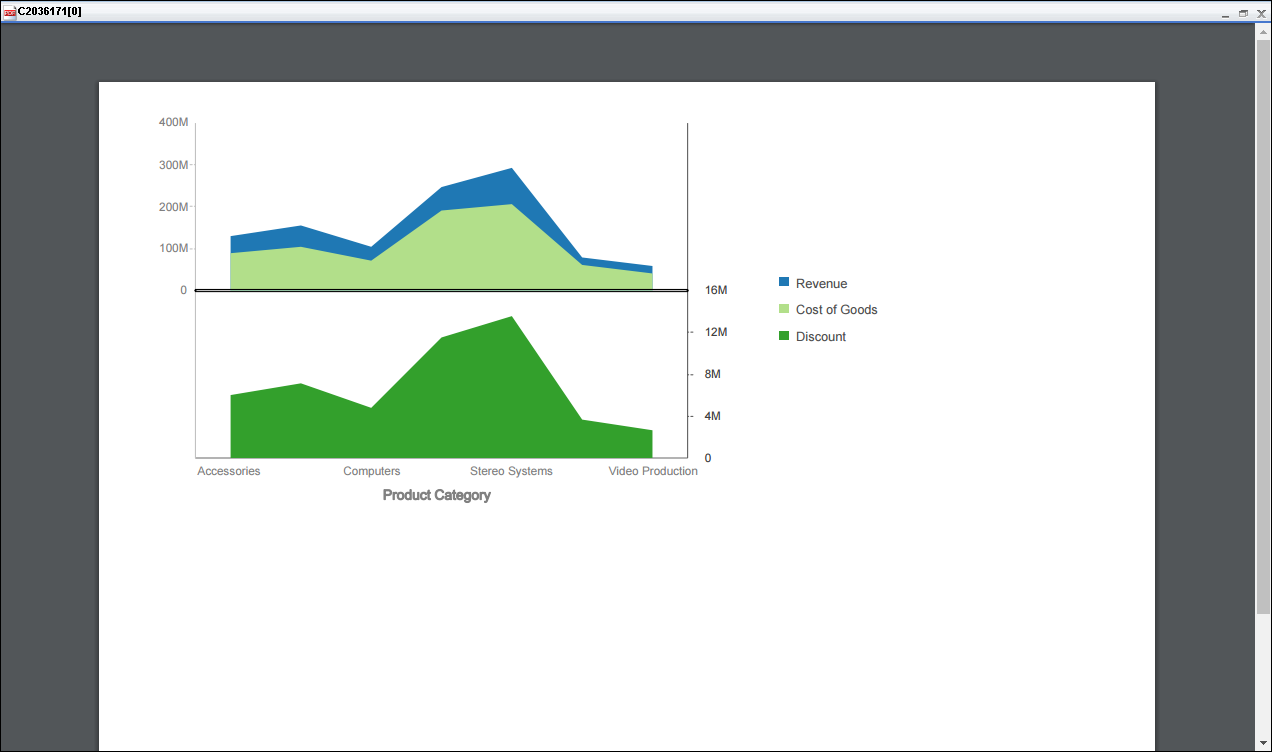 C2036171[0]
400M
300M
200M
100M
0
16M
12M
8M
4M
0
Revenue
Cost of Goods
Discount
Accessories Computers Stereo Systems Video Production
Product Category